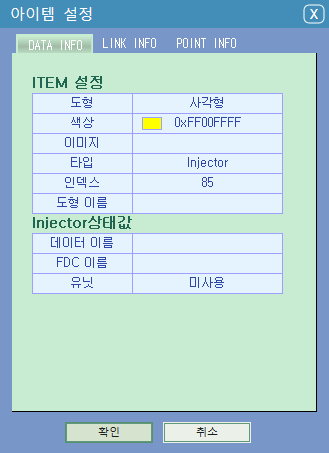 아이템 설정 X
DATA INFO LINK INFO POINT INFO
ITEM 설정
도형 사각형
색상 0xFF00FFFF
이미지
타입 Injector
인덱스 85
도형 이름
Injector상태값
데이터 이름
FDC 이름
유닛 미사용
확인 취소